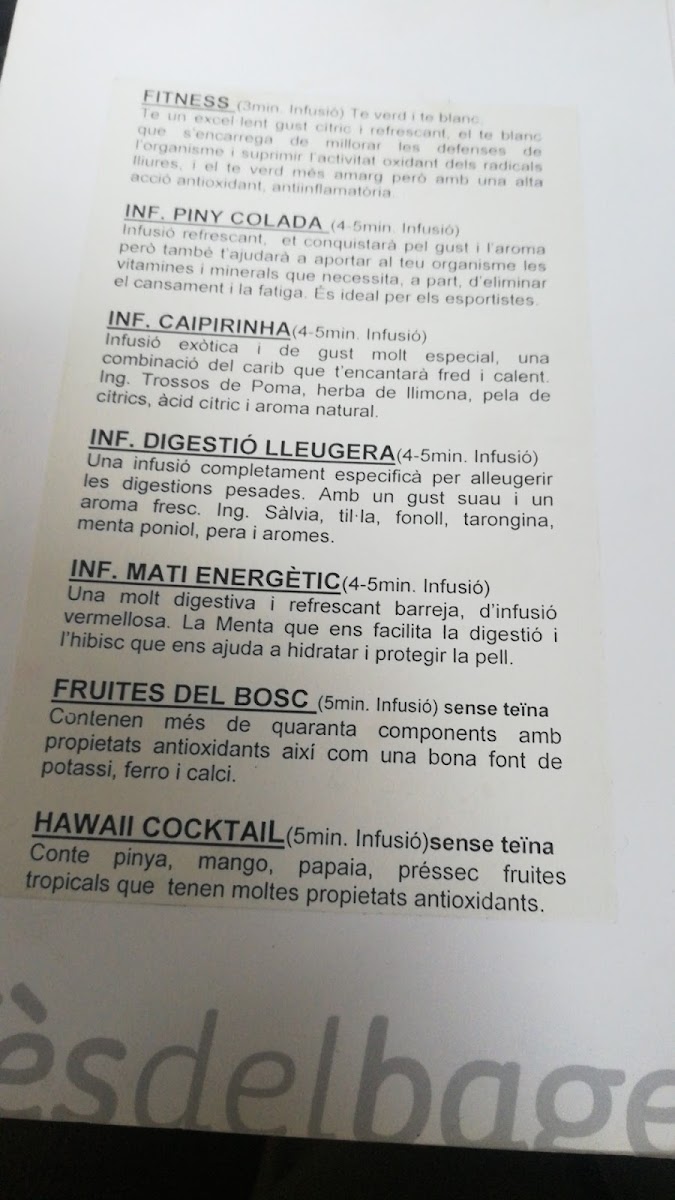 FITNESS (3min. Infusió) Te verd i te blanc.
Te un excel·lent gust cítric i refrescant, el te blanc
que s'encarrega de millorar les defenses de
l'organisme i suprimir l'activitat oxidant dels radicals
lliures, i el te verd més amarg però amb una alta
acció antioxidant, antiinflamatòria.
INF. PINY COLADA (4-5min. Infusió)
Infusió refrescant, et conquistarà pel gust i l'aroma
però també t'ajudarà a aportar al teu organisme les
vitamines i minerals que necessita, a part, d'eliminar
el cansament i la fatiga. És ideal per els esportistes.
INF. CAIPIRINHA(4-5min. Infusió)
Infusió exòtica i de gust molt especial, una
combinació del carib que t'encantarà fred i calent.
Ing. Trossos de Poma, herba de llimona, pela de
cítrics, àcid cítric i aroma natural.
INF. DIGESTIÓ LLEUGERA(4-5min. Infusió)
Una infusió completament especificà per alleugerir
les digestions pesades. Amb un gust suau i un
aroma fresc. Ing. Sàlvia, til·la, fonoll, tarongina,
menta poniol, pera i aromes.
INF. MATI ENERGÈTIC(4-5min. Infusió)
Una molt digestiva i refrescant barreja, d'infusió
vermellosa. La Menta que ens facilita la digestió i
l'hibisc que ens ajuda a hidratar i protegir la pell.
FRUITES DEL BOSC (5min. Infusió) sense teïna
Contenen més de quaranta components amb
propietats antioxidants així com una bona font de
potassi, ferro i calci.
HAWAII COCKTAIL(5min. Infusió)sense teïna
Conte pinya, mango, papaia, préssec fruites
tropicals que tenen moltes propietats antioxidants.
èsdelbage